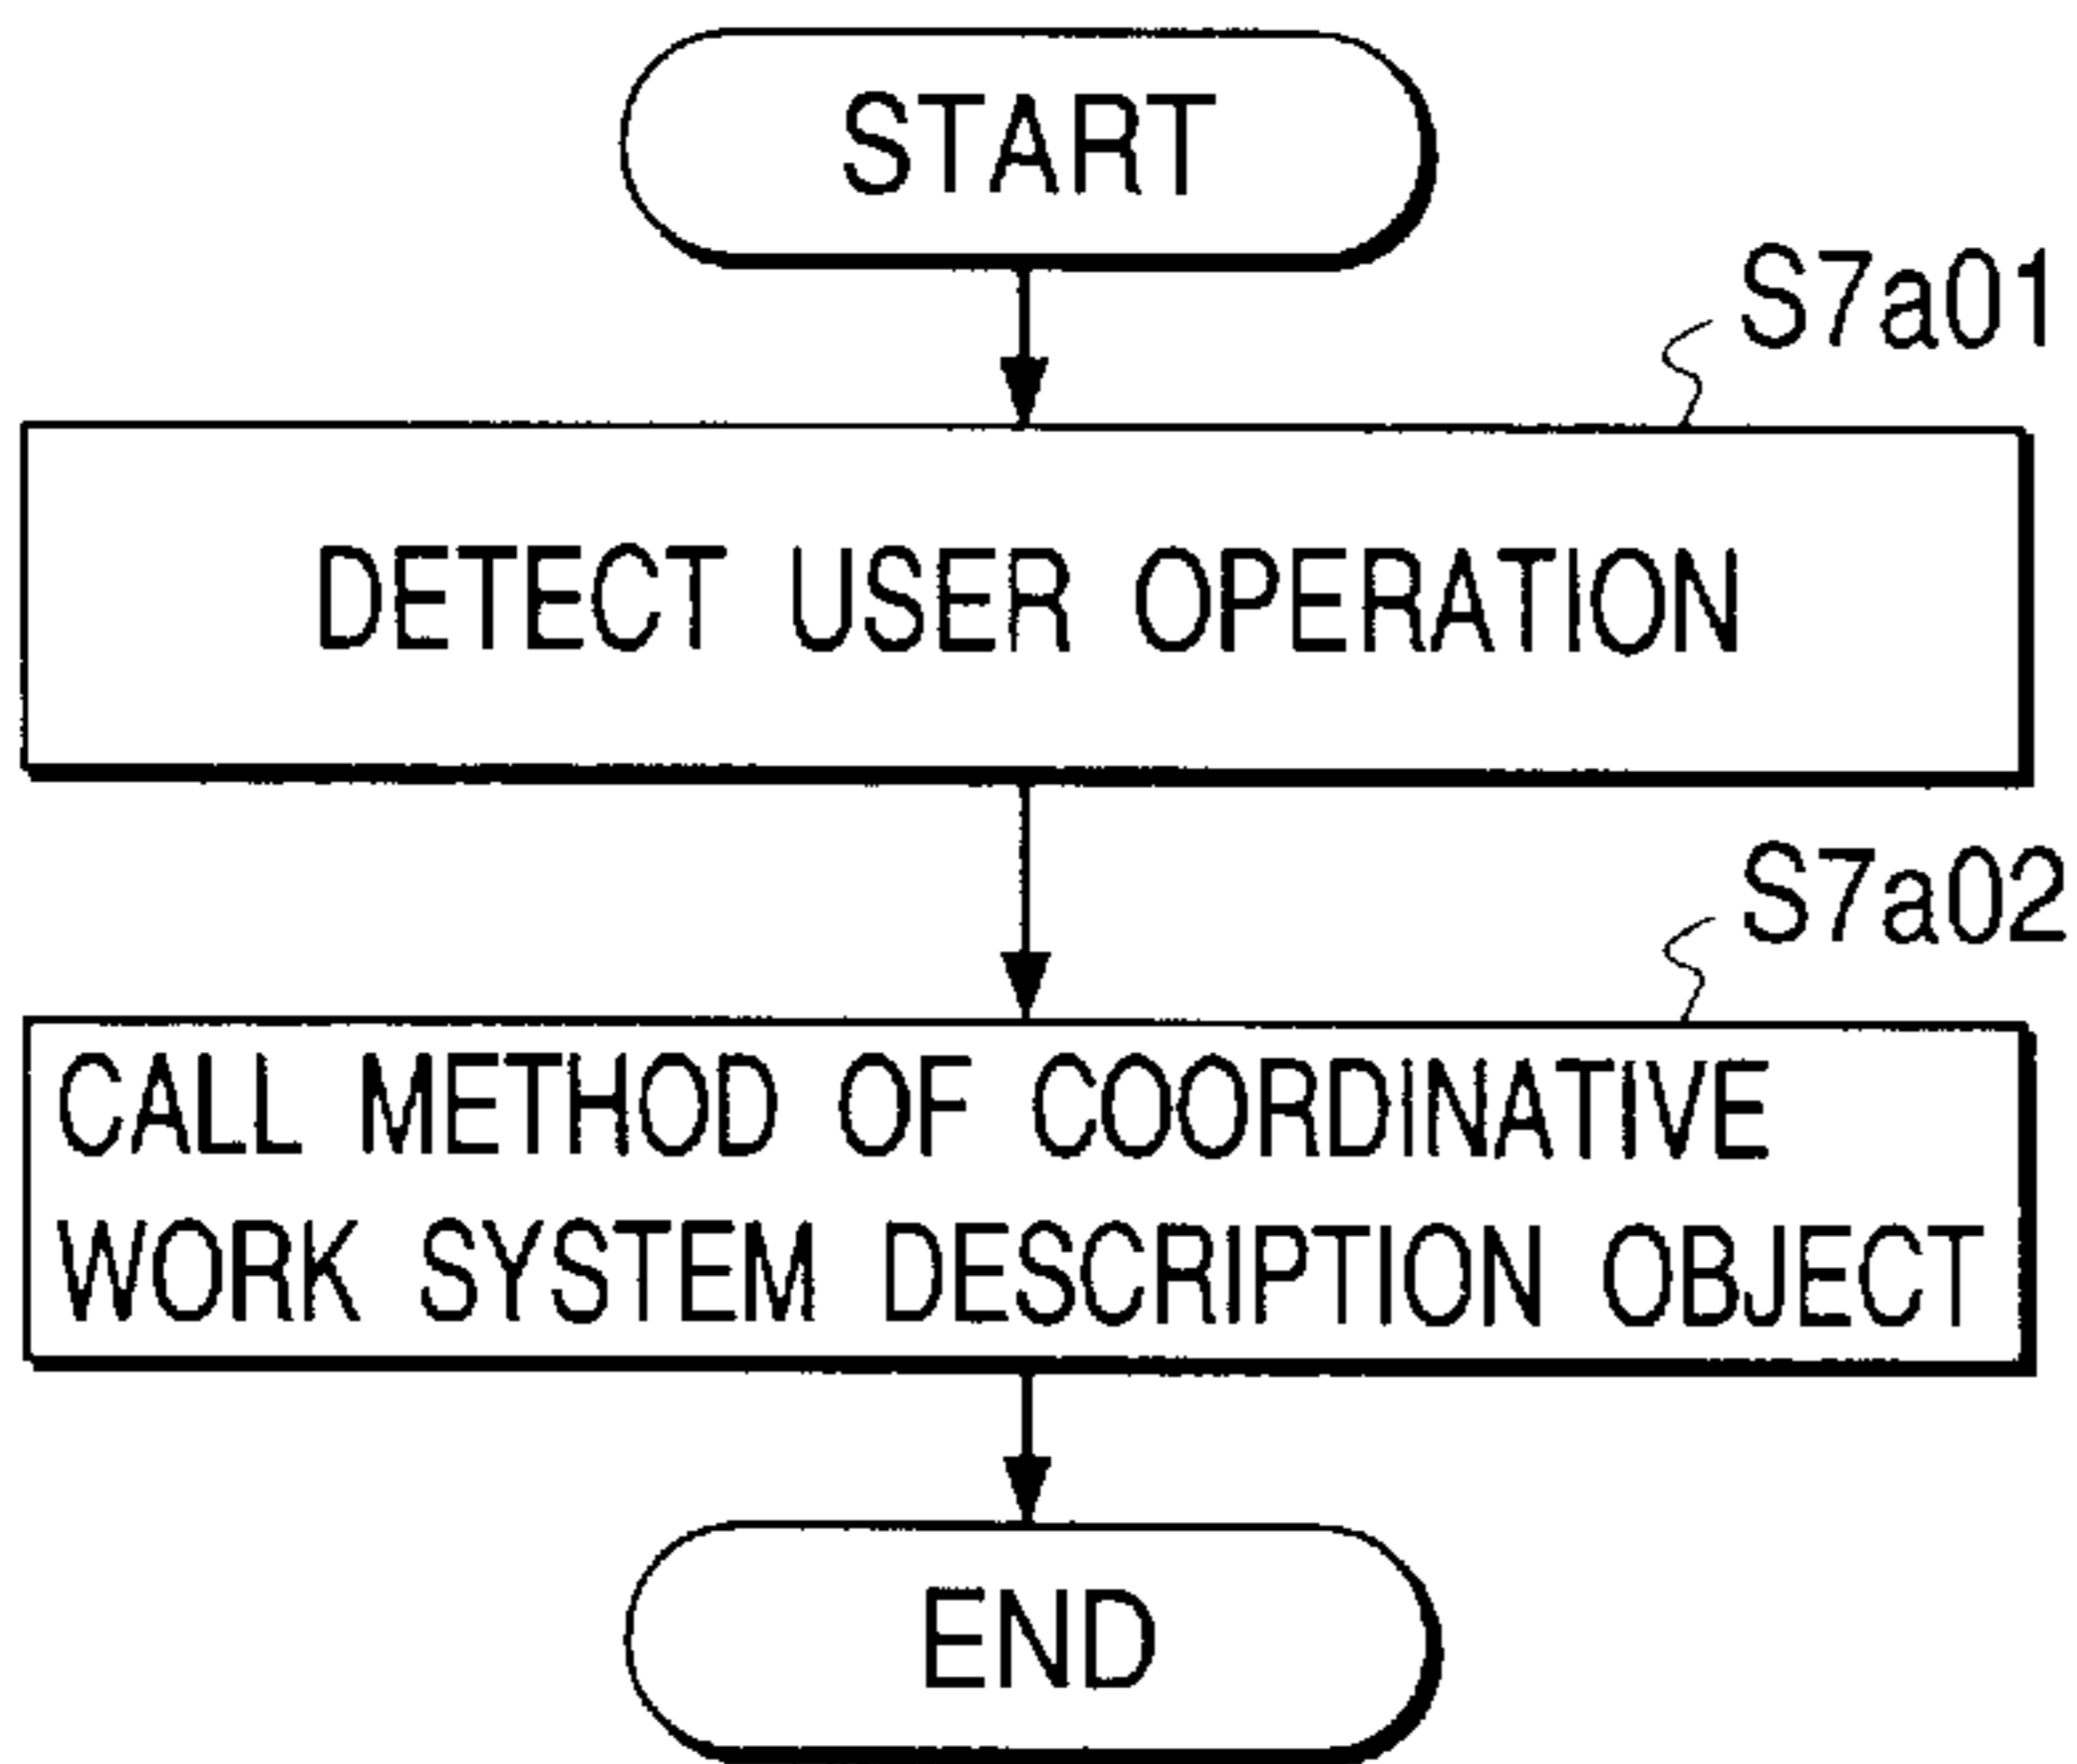 START
S7a01
DETECT USER OPERATION
S7a02
CALL METHOD OF COORDINATIVE
WORK SYSTEM DESCRIPTION OBJECT
END